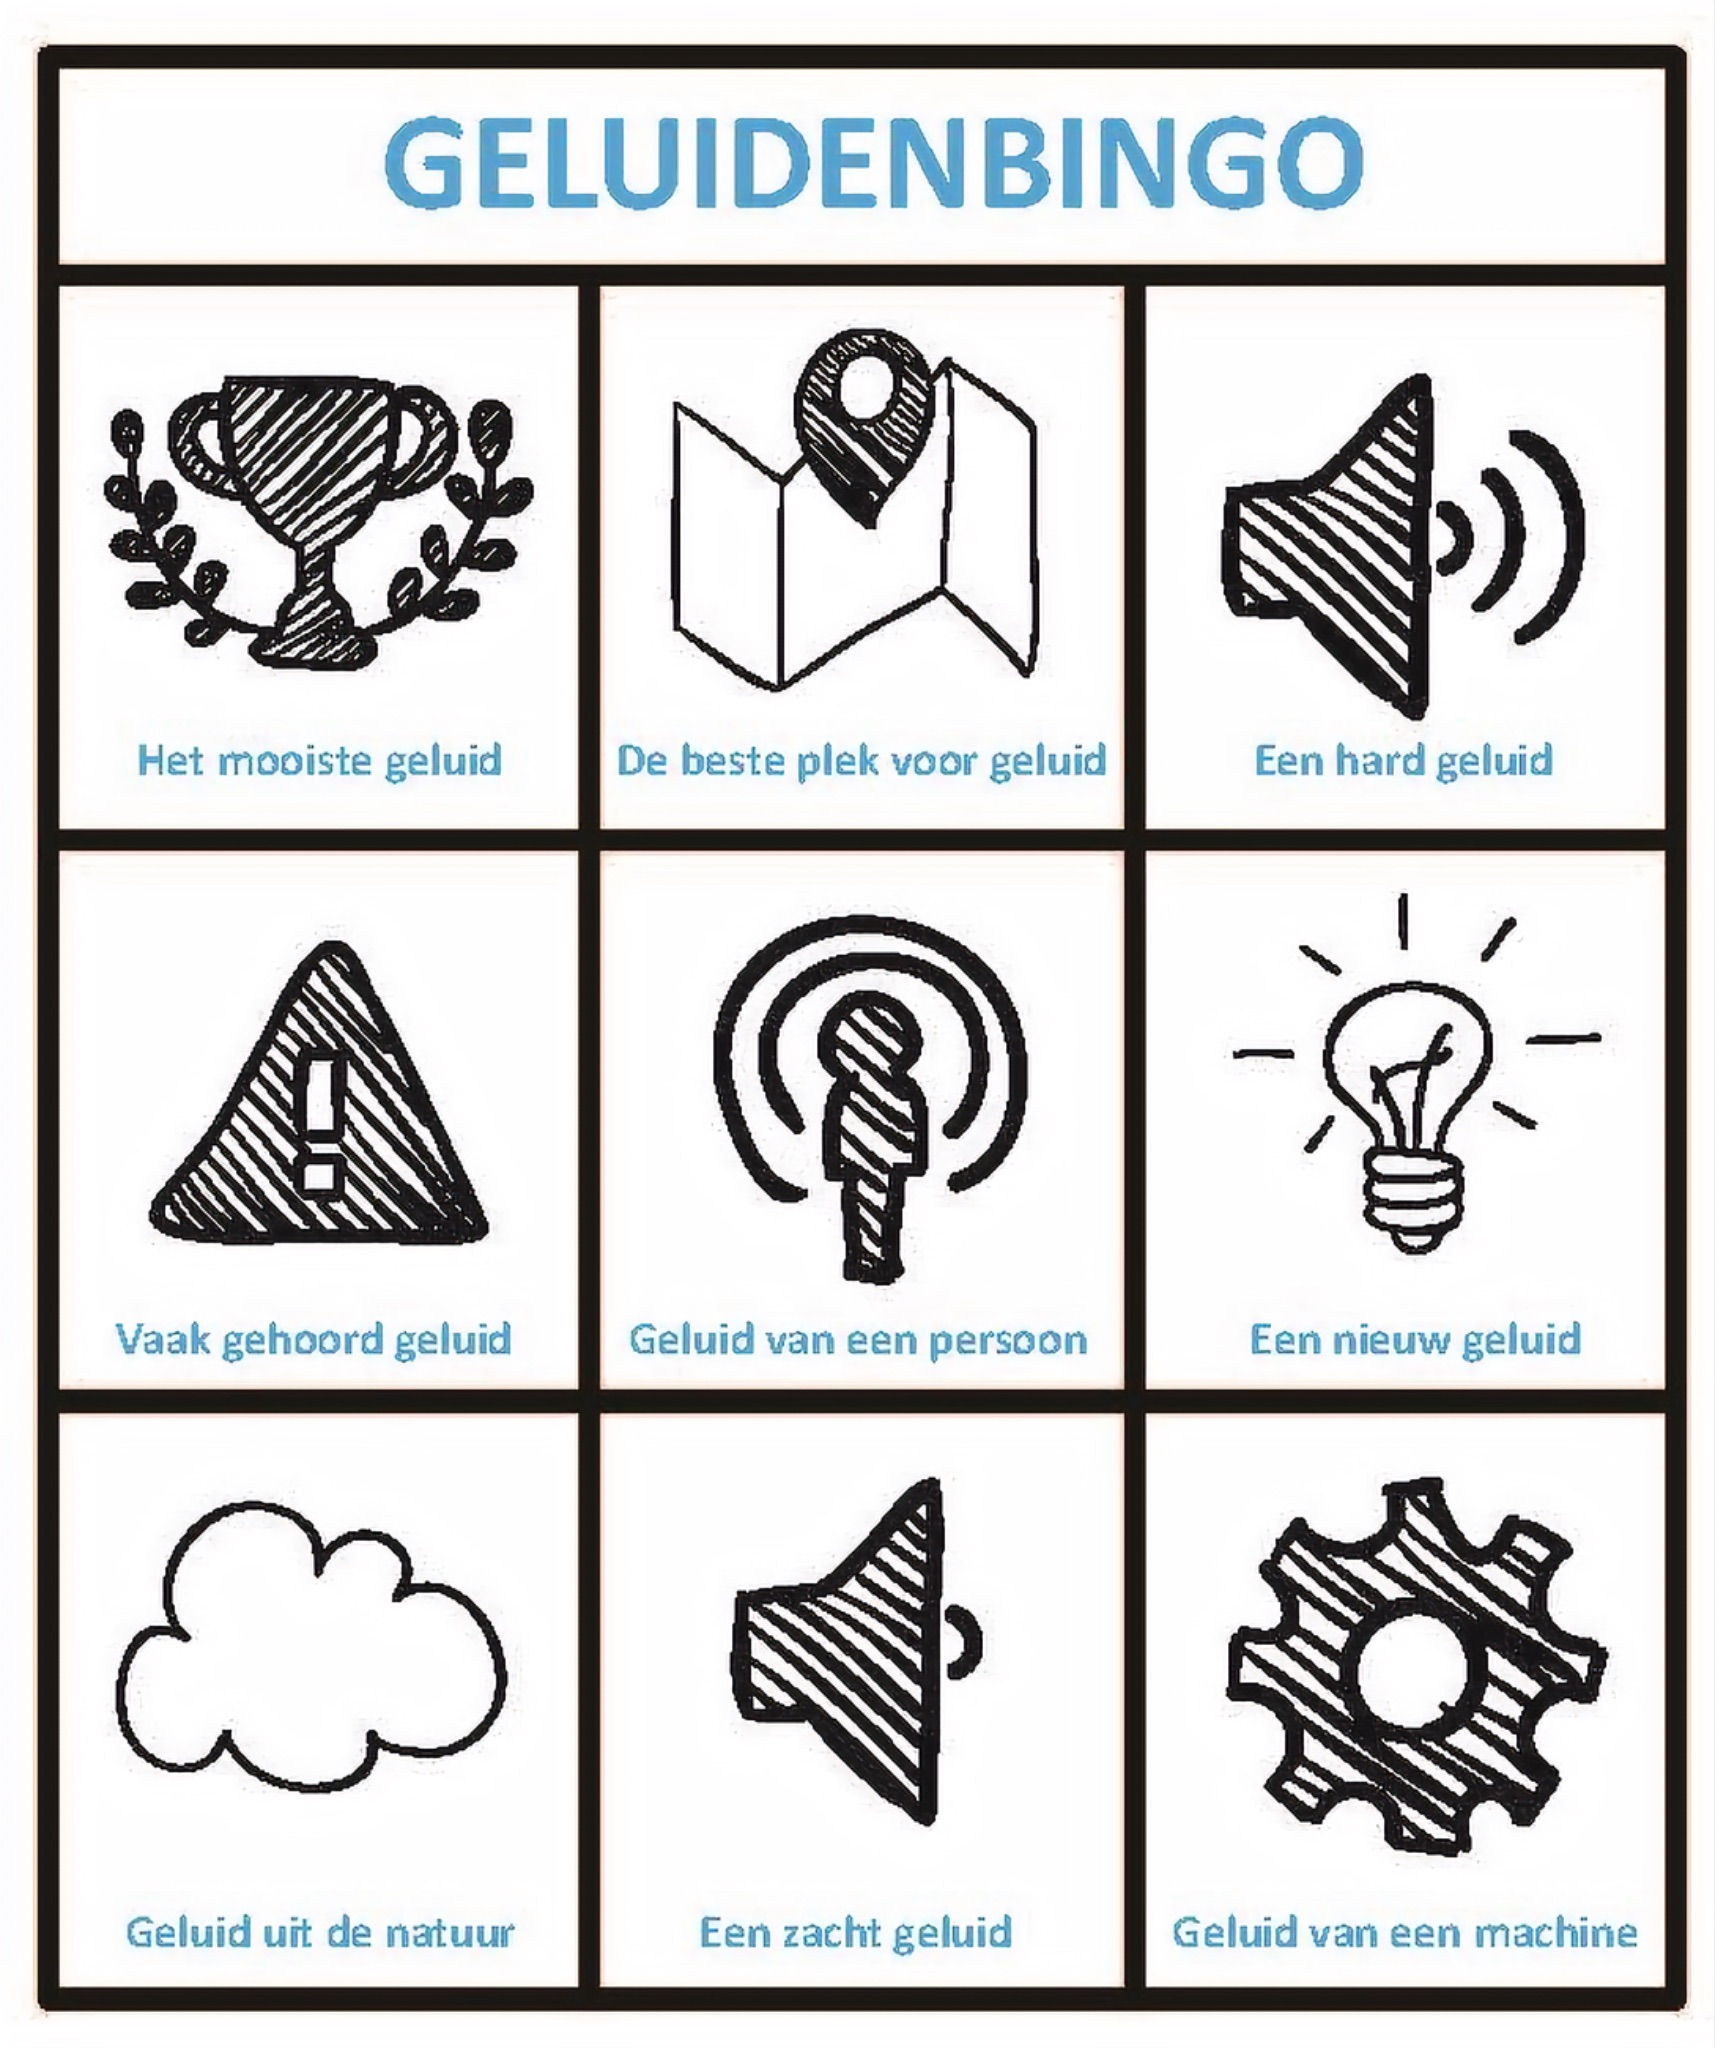 GELUIDENBINGO
Het mooiste geluid
De beste plek voor geluid
Een hard geluid
Vaak gehoord geluid
Geluid van een persoon
Een nieuw geluid
Geluid uit de natuur
Een zacht geluid
Geluid van een machine